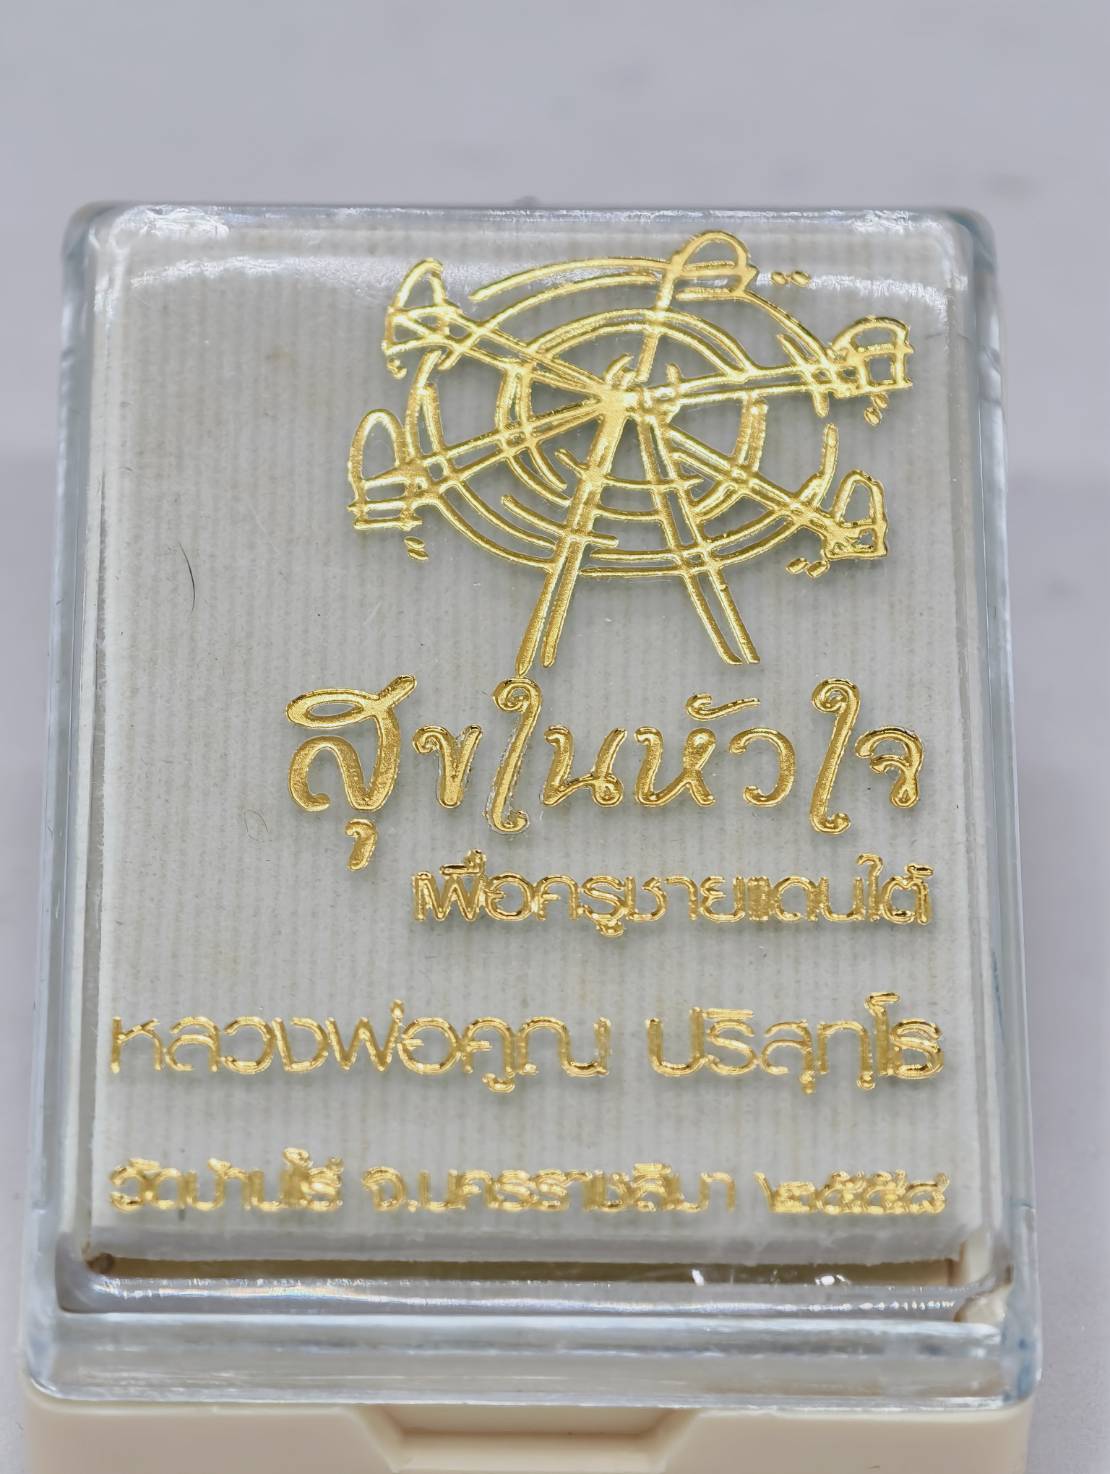 สุขในหัวใจ
เพื่อครูชายแดนใต้
หลวงพ่อคูณ ปริสุทฺโธ
วัดบ้านไร่ จ.นครราชสีมา ๒๕๕๘